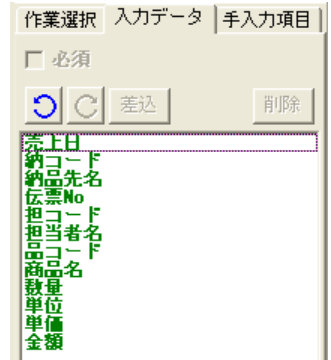 作業選択 入力データ 手入力項目
必須
差込 削除
売上日
納コード
納品先名
伝票No
担コード
担当者名
品コード
商品名
数量
単位
単価
金額